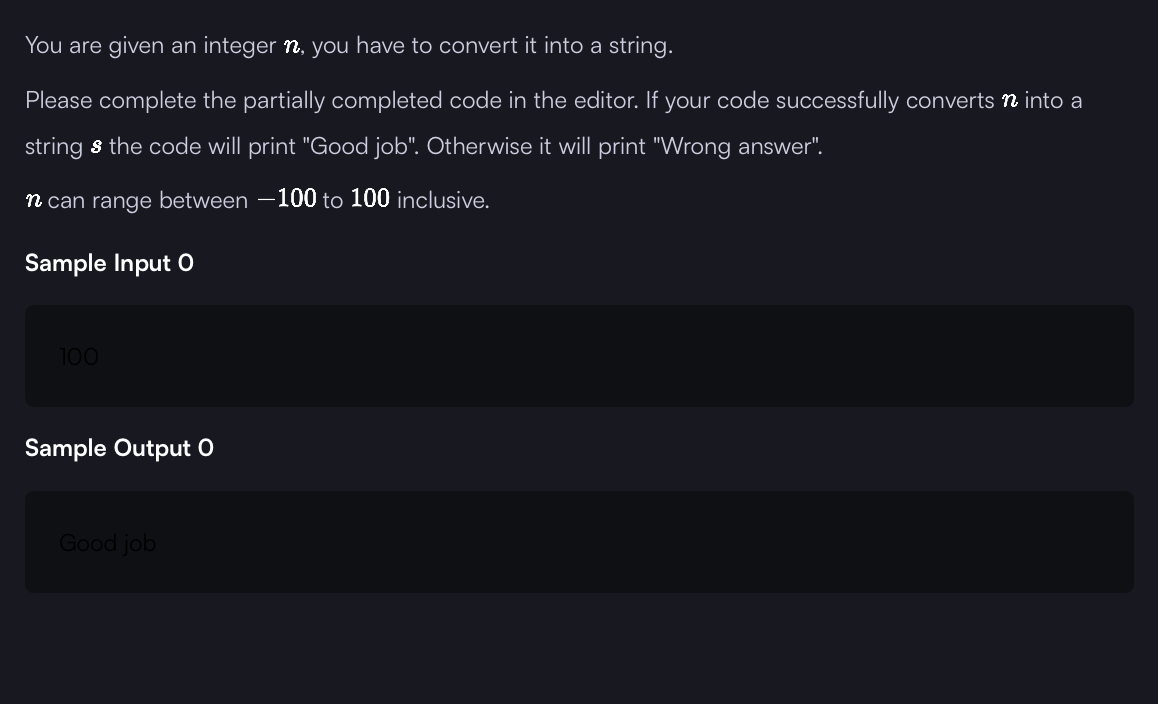 You are given an integer n, you have to convert it into a string.
Please complete the partially completed code in the editor. If your code successfully converts n into a
string s the code will print "Good job". Otherwise it will print "Wrong answer".
n can range between −100 to 100 inclusive.
Sample Input 0
100
Sample Output 0
Good job